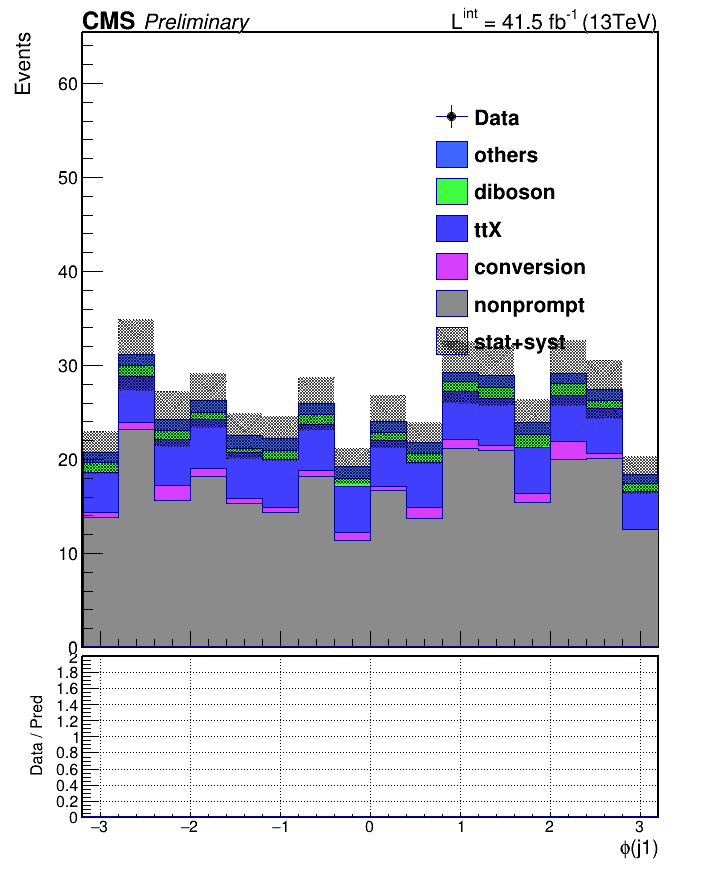 CMS Preliminary
L^int = 41.5 fb^-1 (13TeV)
Events
60
50
40
30
20
10
0
Data
others
diboson
ttX
conversion
nonprompt
stat+syst
Data / Pred
2
1.8
1.6
1.4
1.2
1
0.8
0.6
0.4
0.2
0
−3
−2
−1
0
1
2
3
ϕ(j1)